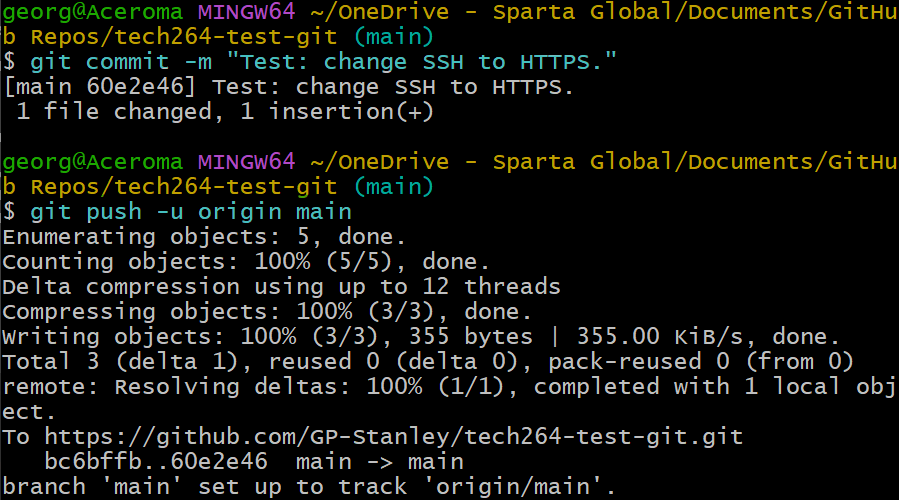 georg@Aceroma MINGW64 ~/OneDrive - Sparta Global/Documents/GitHu
b Repos/tech264-test-git (main)
$ git commit -m "Test: change SSH to HTTPS."
[main 60e2e46] Test: change SSH to HTTPS.
 1 file changed, 1 insertion(+)
georg@Aceroma MINGW64 ~/OneDrive - Sparta Global/Documents/GitHu
b Repos/tech264-test-git (main)
$ git push -u origin main
Enumerating objects: 5, done.
Counting objects: 100% (5/5), done.
Delta compression using up to 12 threads
Compressing objects: 100% (3/3), done.
Writing objects: 100% (3/3), 355 bytes | 355.00 KiB/s, done.
Total 3 (delta 1), reused 0 (delta 0), pack-reused 0 (from 0)
remote: Resolving deltas: 100% (1/1), completed with 1 local obj
ect.
To https://github.com/GP-Stanley/tech264-test-git.git
   bc6bffb..60e2e46  main -> main
branch 'main' set up to track 'origin/main'.